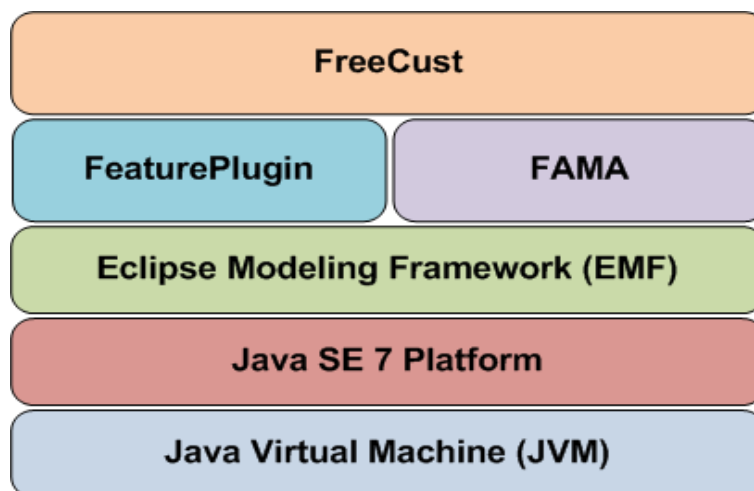 FreeCust
FeaturePlugin
FAMA
Eclipse Modeling Framework (EMF)
Java SE 7 Platform
Java Virtual Machine (JVM)